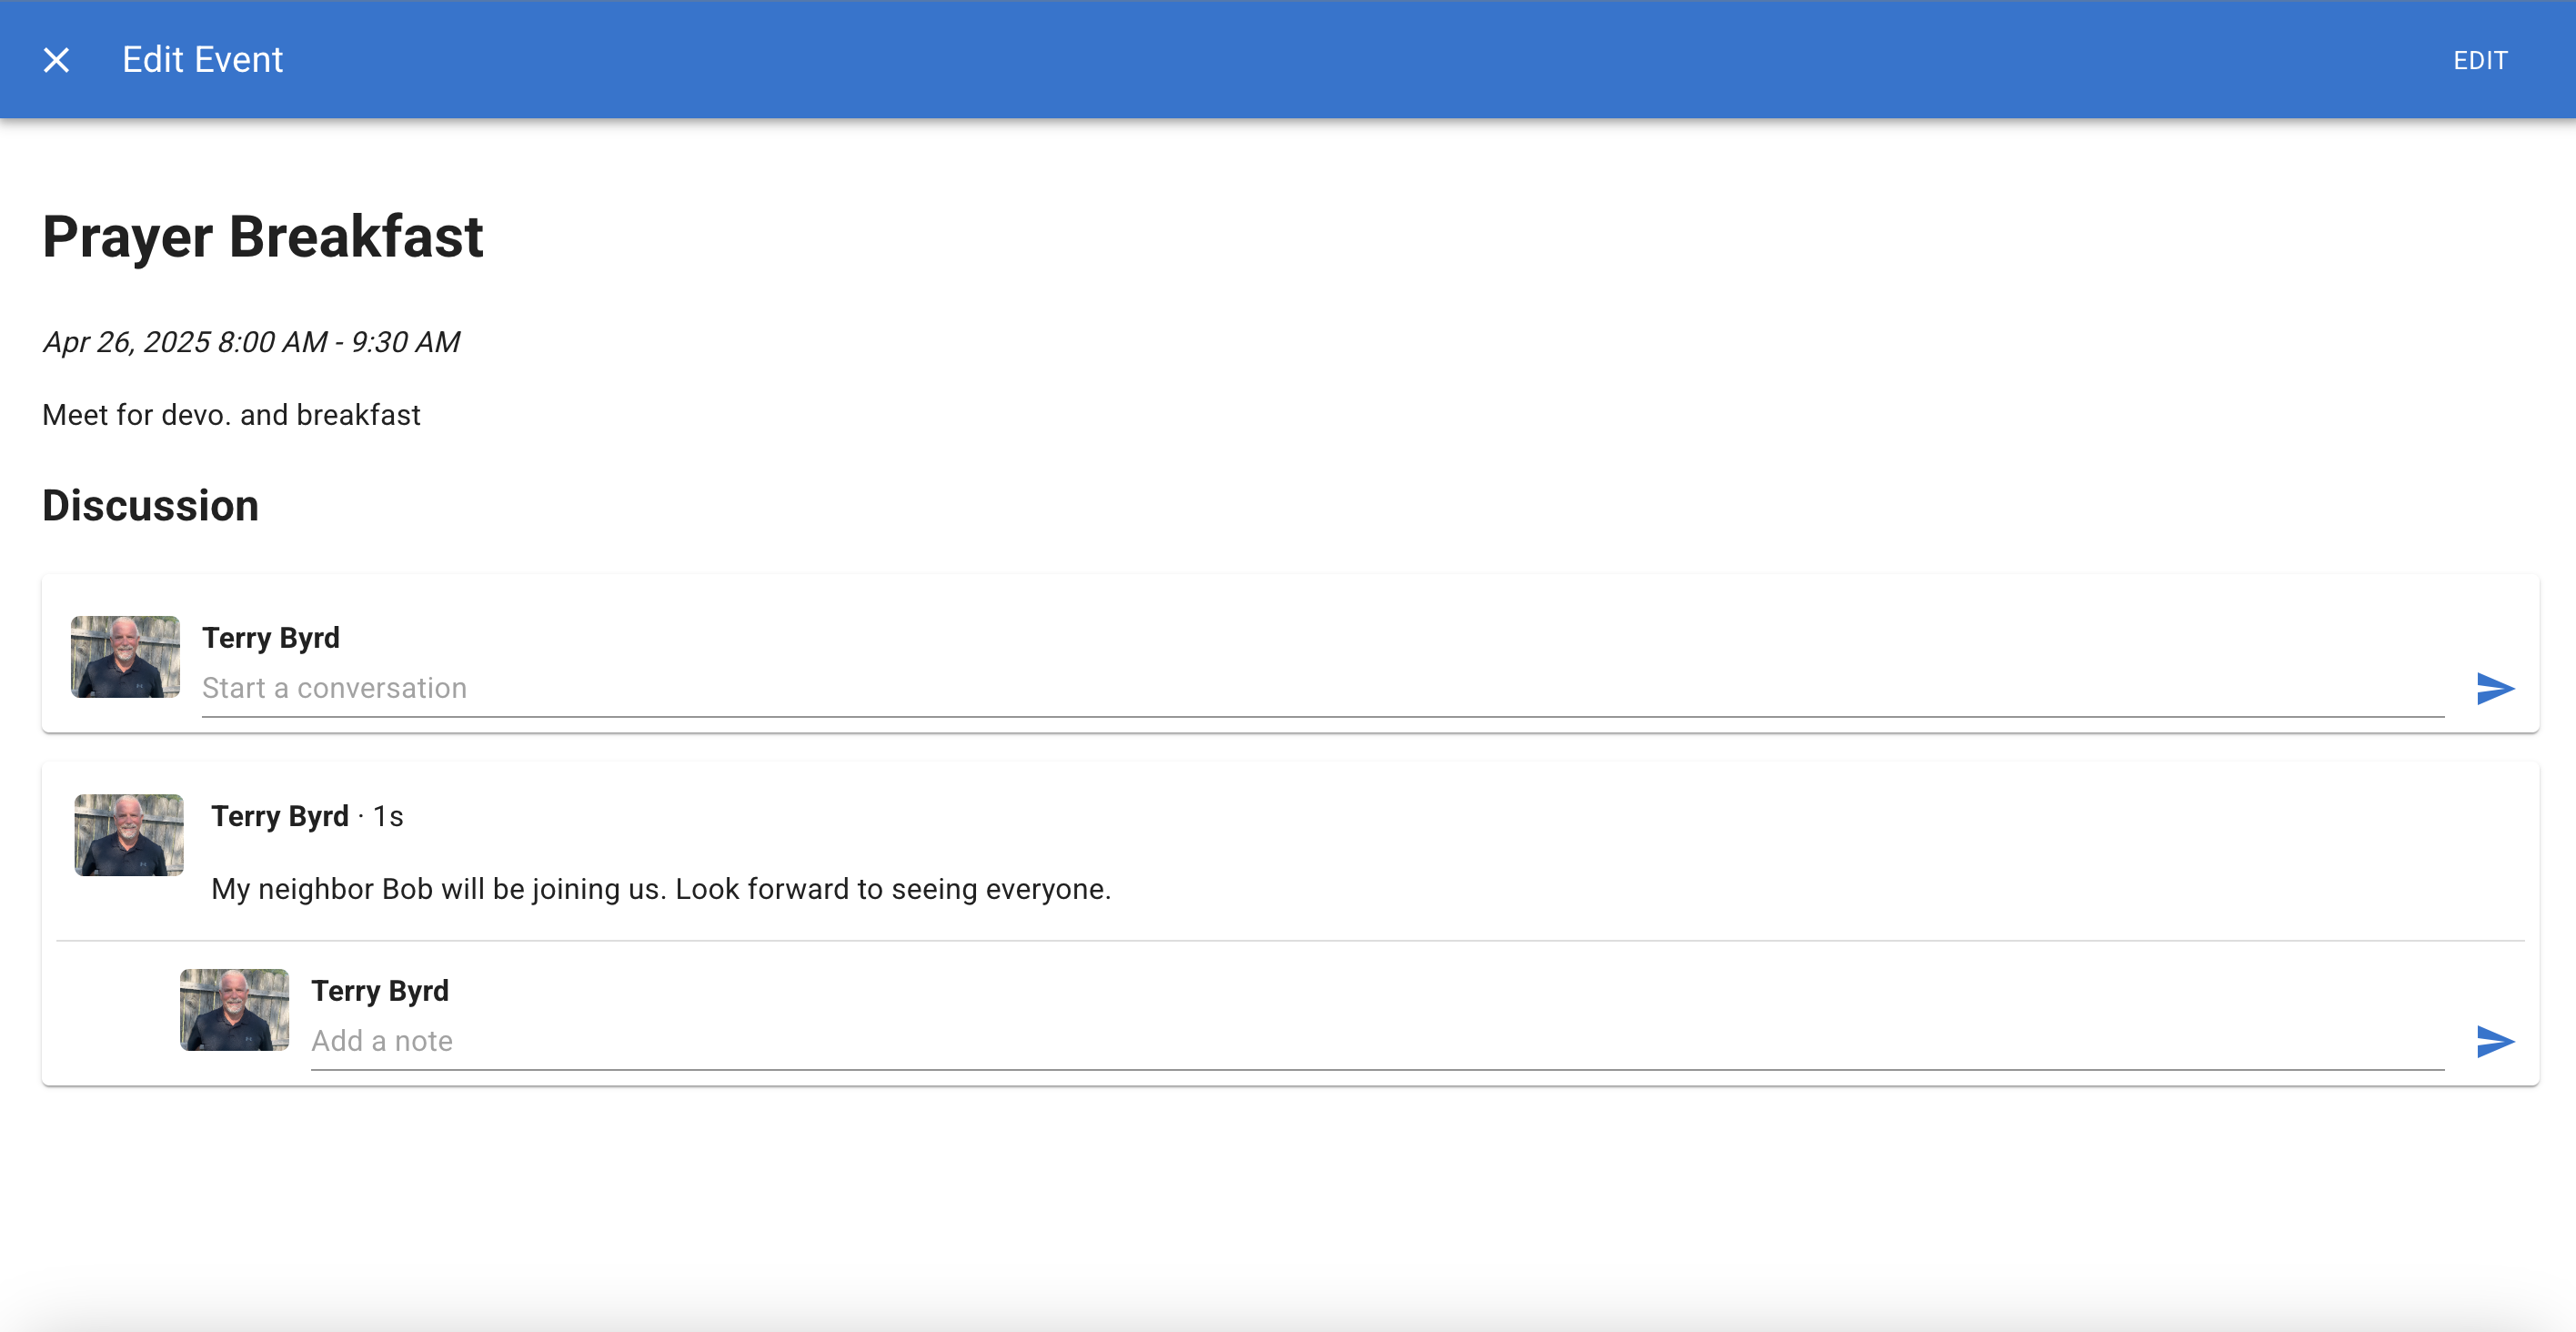 Edit Event
EDIT
Prayer Breakfast
Apr 26, 2025 8:00 AM - 9:30 AM
Meet for devo. and breakfast
Discussion
Terry Byrd
Start a conversation
Terry Byrd · 1s
My neighbor Bob will be joining us. Look forward to seeing everyone.
Terry Byrd
Add a note